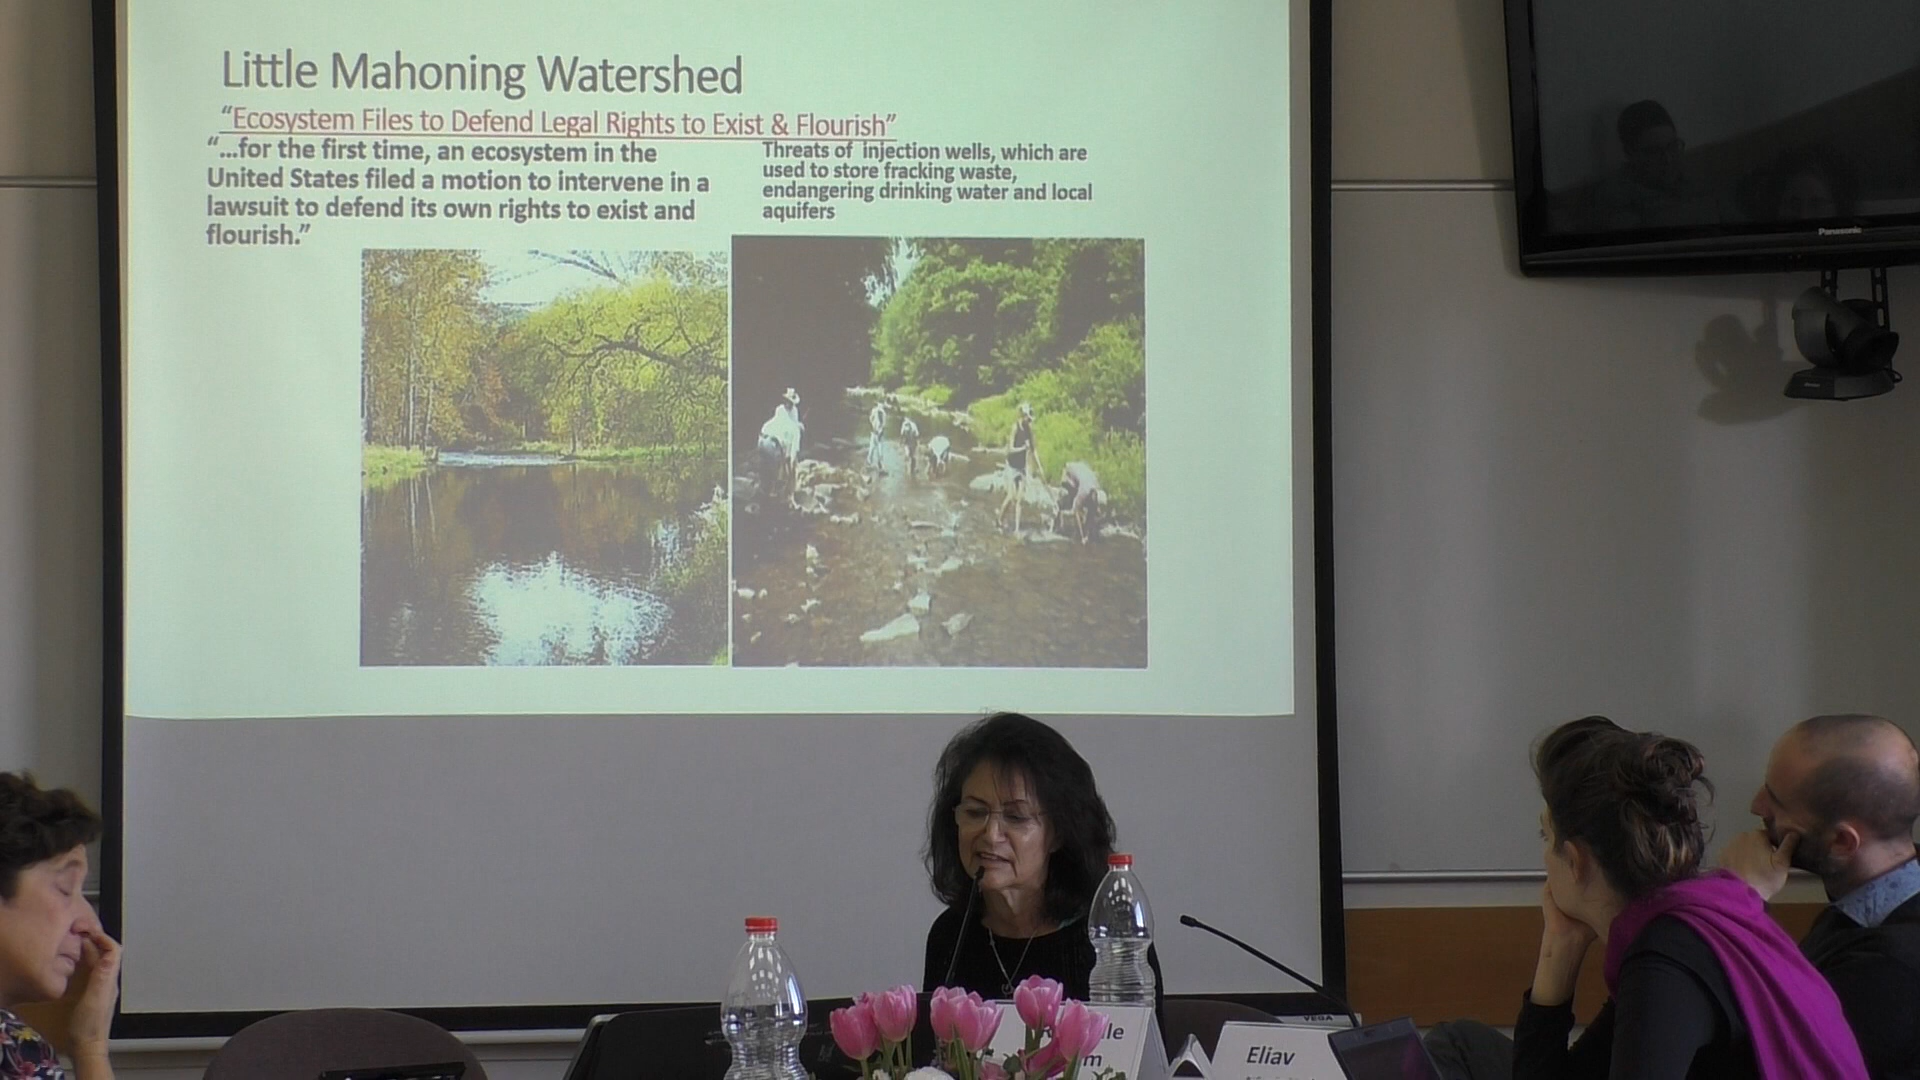 Little Mahoning Watershed
“Ecosystem Files to Defend Legal Rights to Exist & Flourish”
“...for the first time, an ecosystem in the
United States filed a motion to intervene in a
lawsuit to defend its own rights to exist and
flourish.”
Threats of injection wells, which are
used to store fracking waste,
endangering drinking water and local
aquifers
Panasonic
VEGA
Eliav